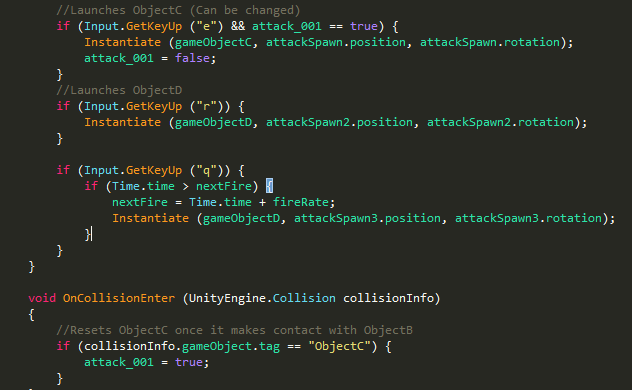 //Launches ObjectC (Can be changed)
if (Input.GetKeyUp ("e") && attack_001 == true) {
Instantiate (gameObjectC, attackSpawn.position, attackSpawn.rotation);
attack_001 = false;
}
//Launches ObjectD
if (Input.GetKeyUp ("r")) {
Instantiate (gameObjectD, attackSpawn2.position, attackSpawn2.rotation);
}
if (Input.GetKeyUp ("q")) {
if (Time.time > nextFire) {
nextFire = Time.time + fireRate;
Instantiate (gameObjectD, attackSpawn3.position, attackSpawn3.rotation);
}
}
}
void OnCollisionEnter (UnityEngine.Collision collisionInfo)
{
//Resets ObjectC once it makes contact with ObjectB
if (collisionInfo.gameObject.tag == "ObjectC") {
attack_001 = true;
}